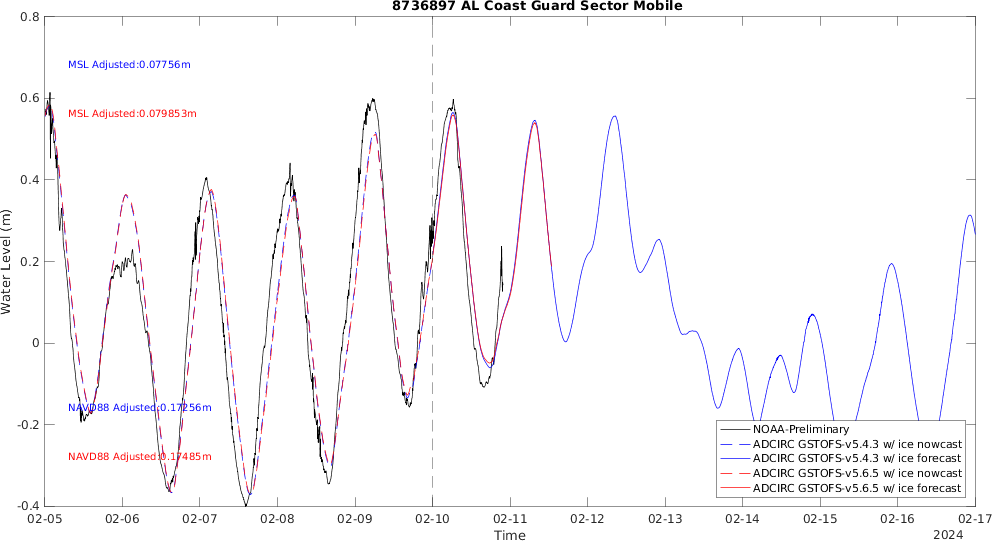 8736897 AL Coast Guard Sector Mobile
0.8
0.6
0.4
0.2
0
-0.2
-0.4
Water Level (m)
MSL Adjusted:0.07756m
MSL Adjusted:0.079853m
NAVD88 Adjusted:0.17256m
NAVD88 Adjusted:0.17485m
NOAA-Preliminary
ADCIRC GSTOFS-v5.4.3 w/ ice nowcast
ADCIRC GSTOFS-v5.4.3 w/ ice forecast
ADCIRC GSTOFS-v5.6.5 w/ ice nowcast
ADCIRC GSTOFS-v5.6.5 w/ ice forecast
02-05 02-06 02-07 02-08 02-09 02-10 02-11 02-12 02-13 02-14 02-15 02-16 02-17
Time
2024